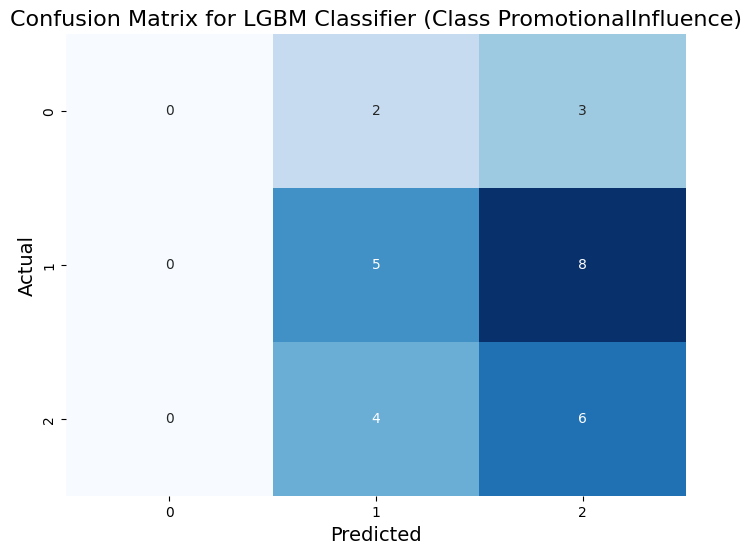 Confusion Matrix for LGBM Classifier (Class PromotionalInfluence)
0 0 2 3
1 0 5 8
2 0 4 6
0 1 2
Actual
Predicted